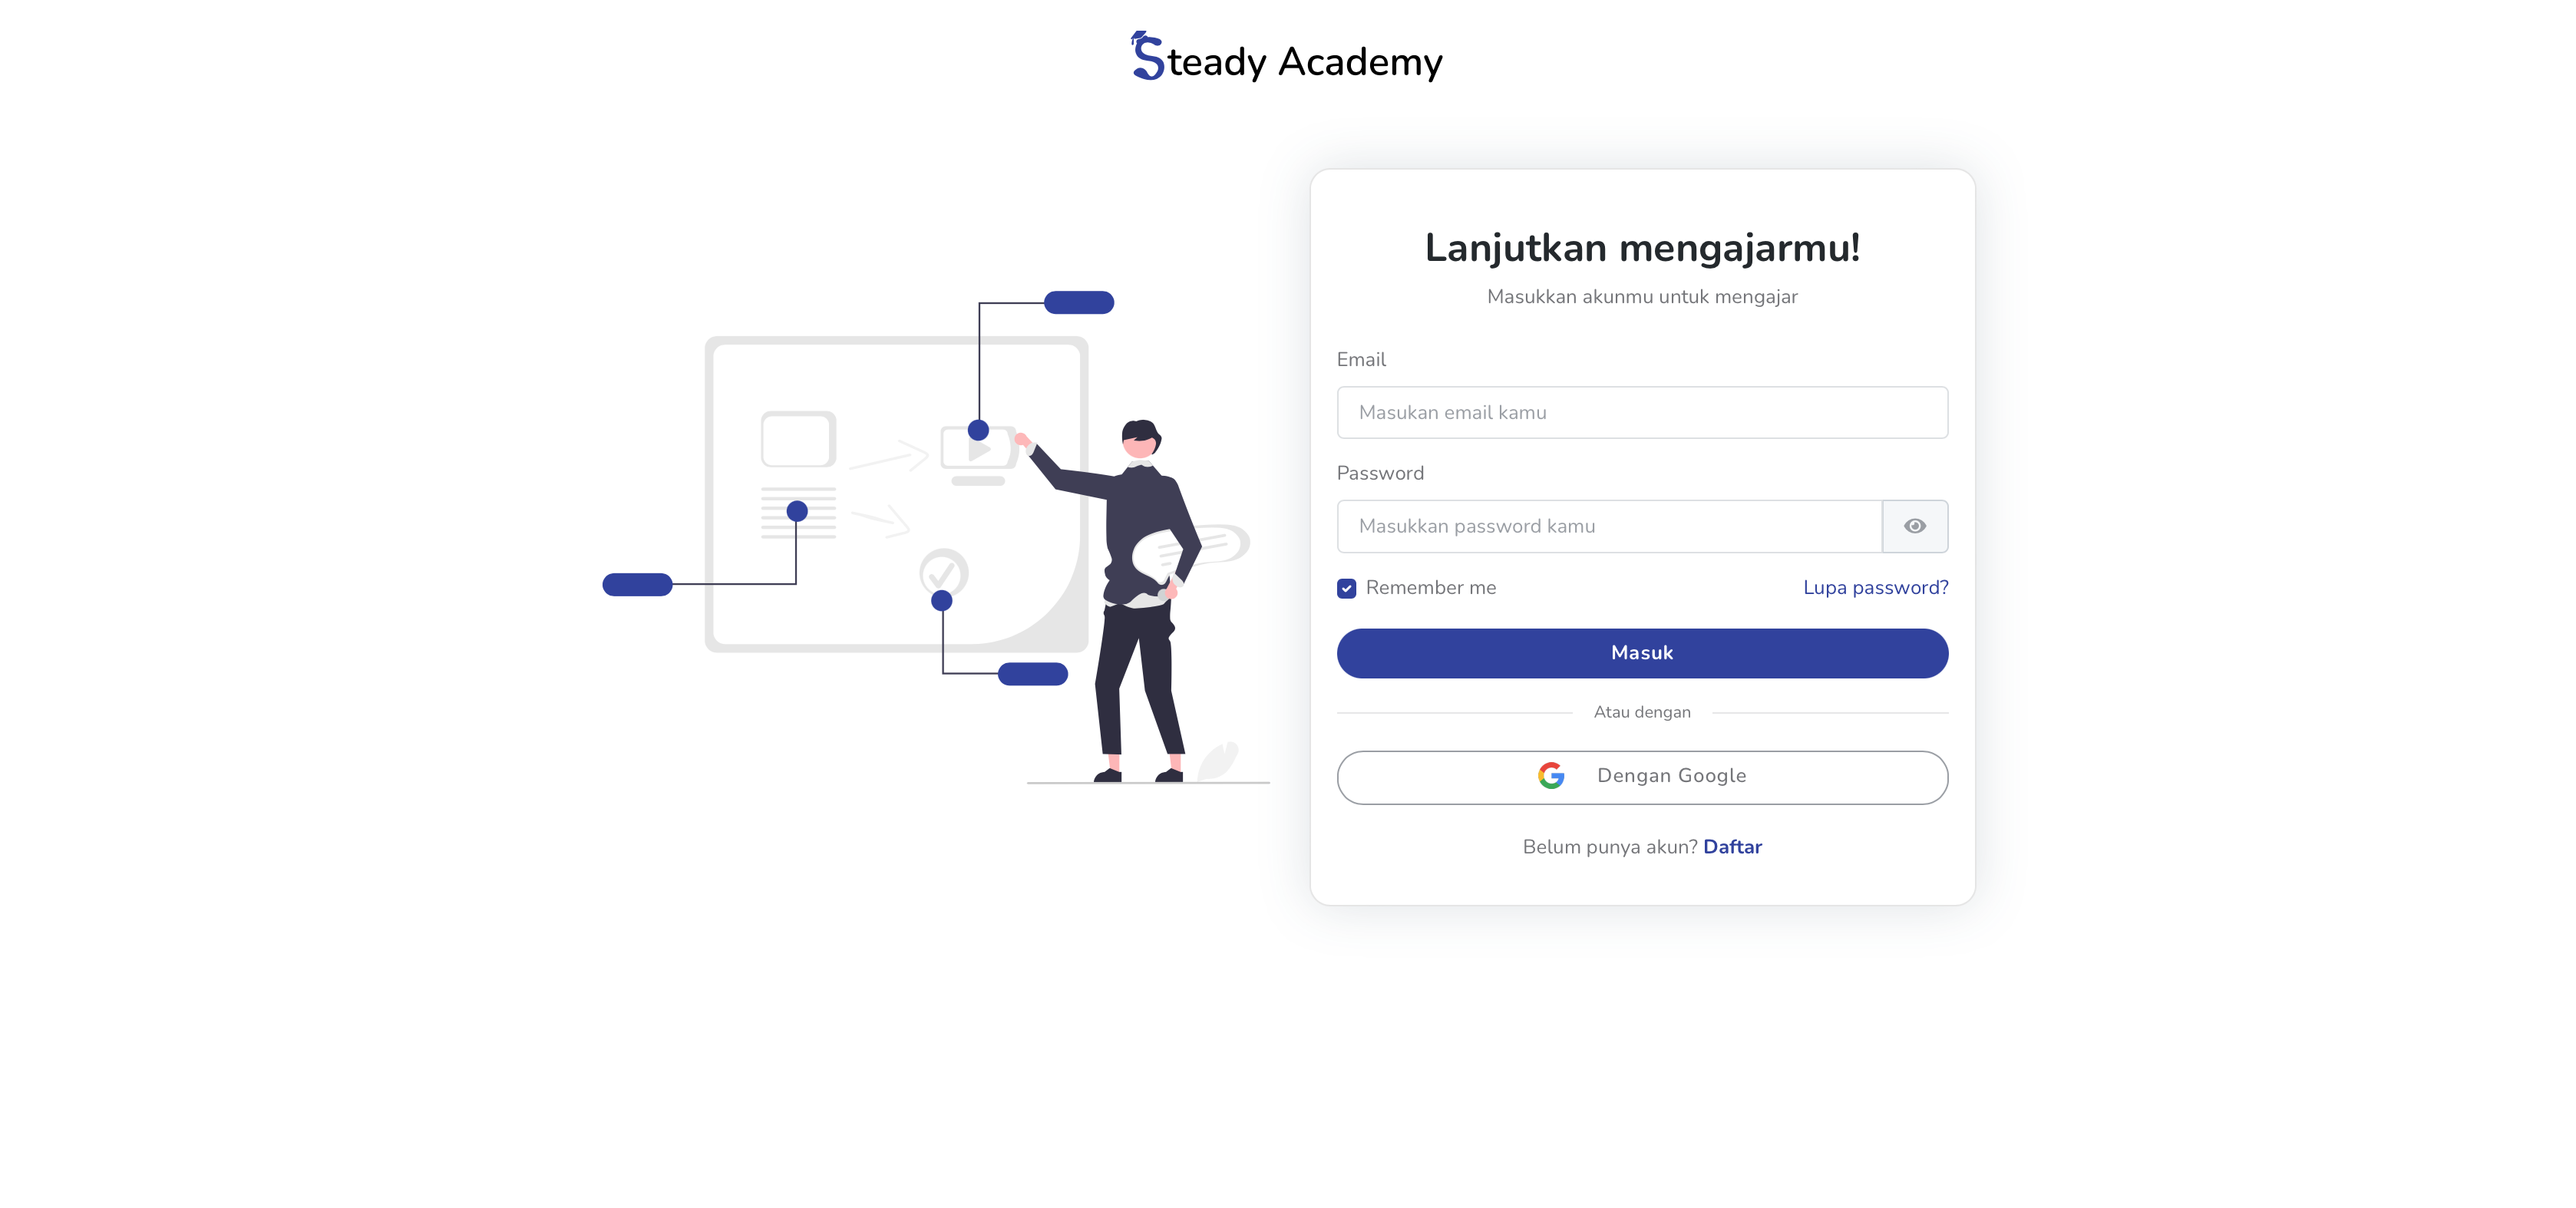 Steady Academy
Lanjutkan mengajarmu!
Masukkan akunmu untuk mengajar
Email
Masukan email kamu
Password
Masukkan password kamu
Remember me
Lupa password?
Masuk
Atau dengan
Dengan Google
Belum punya akun? Daftar